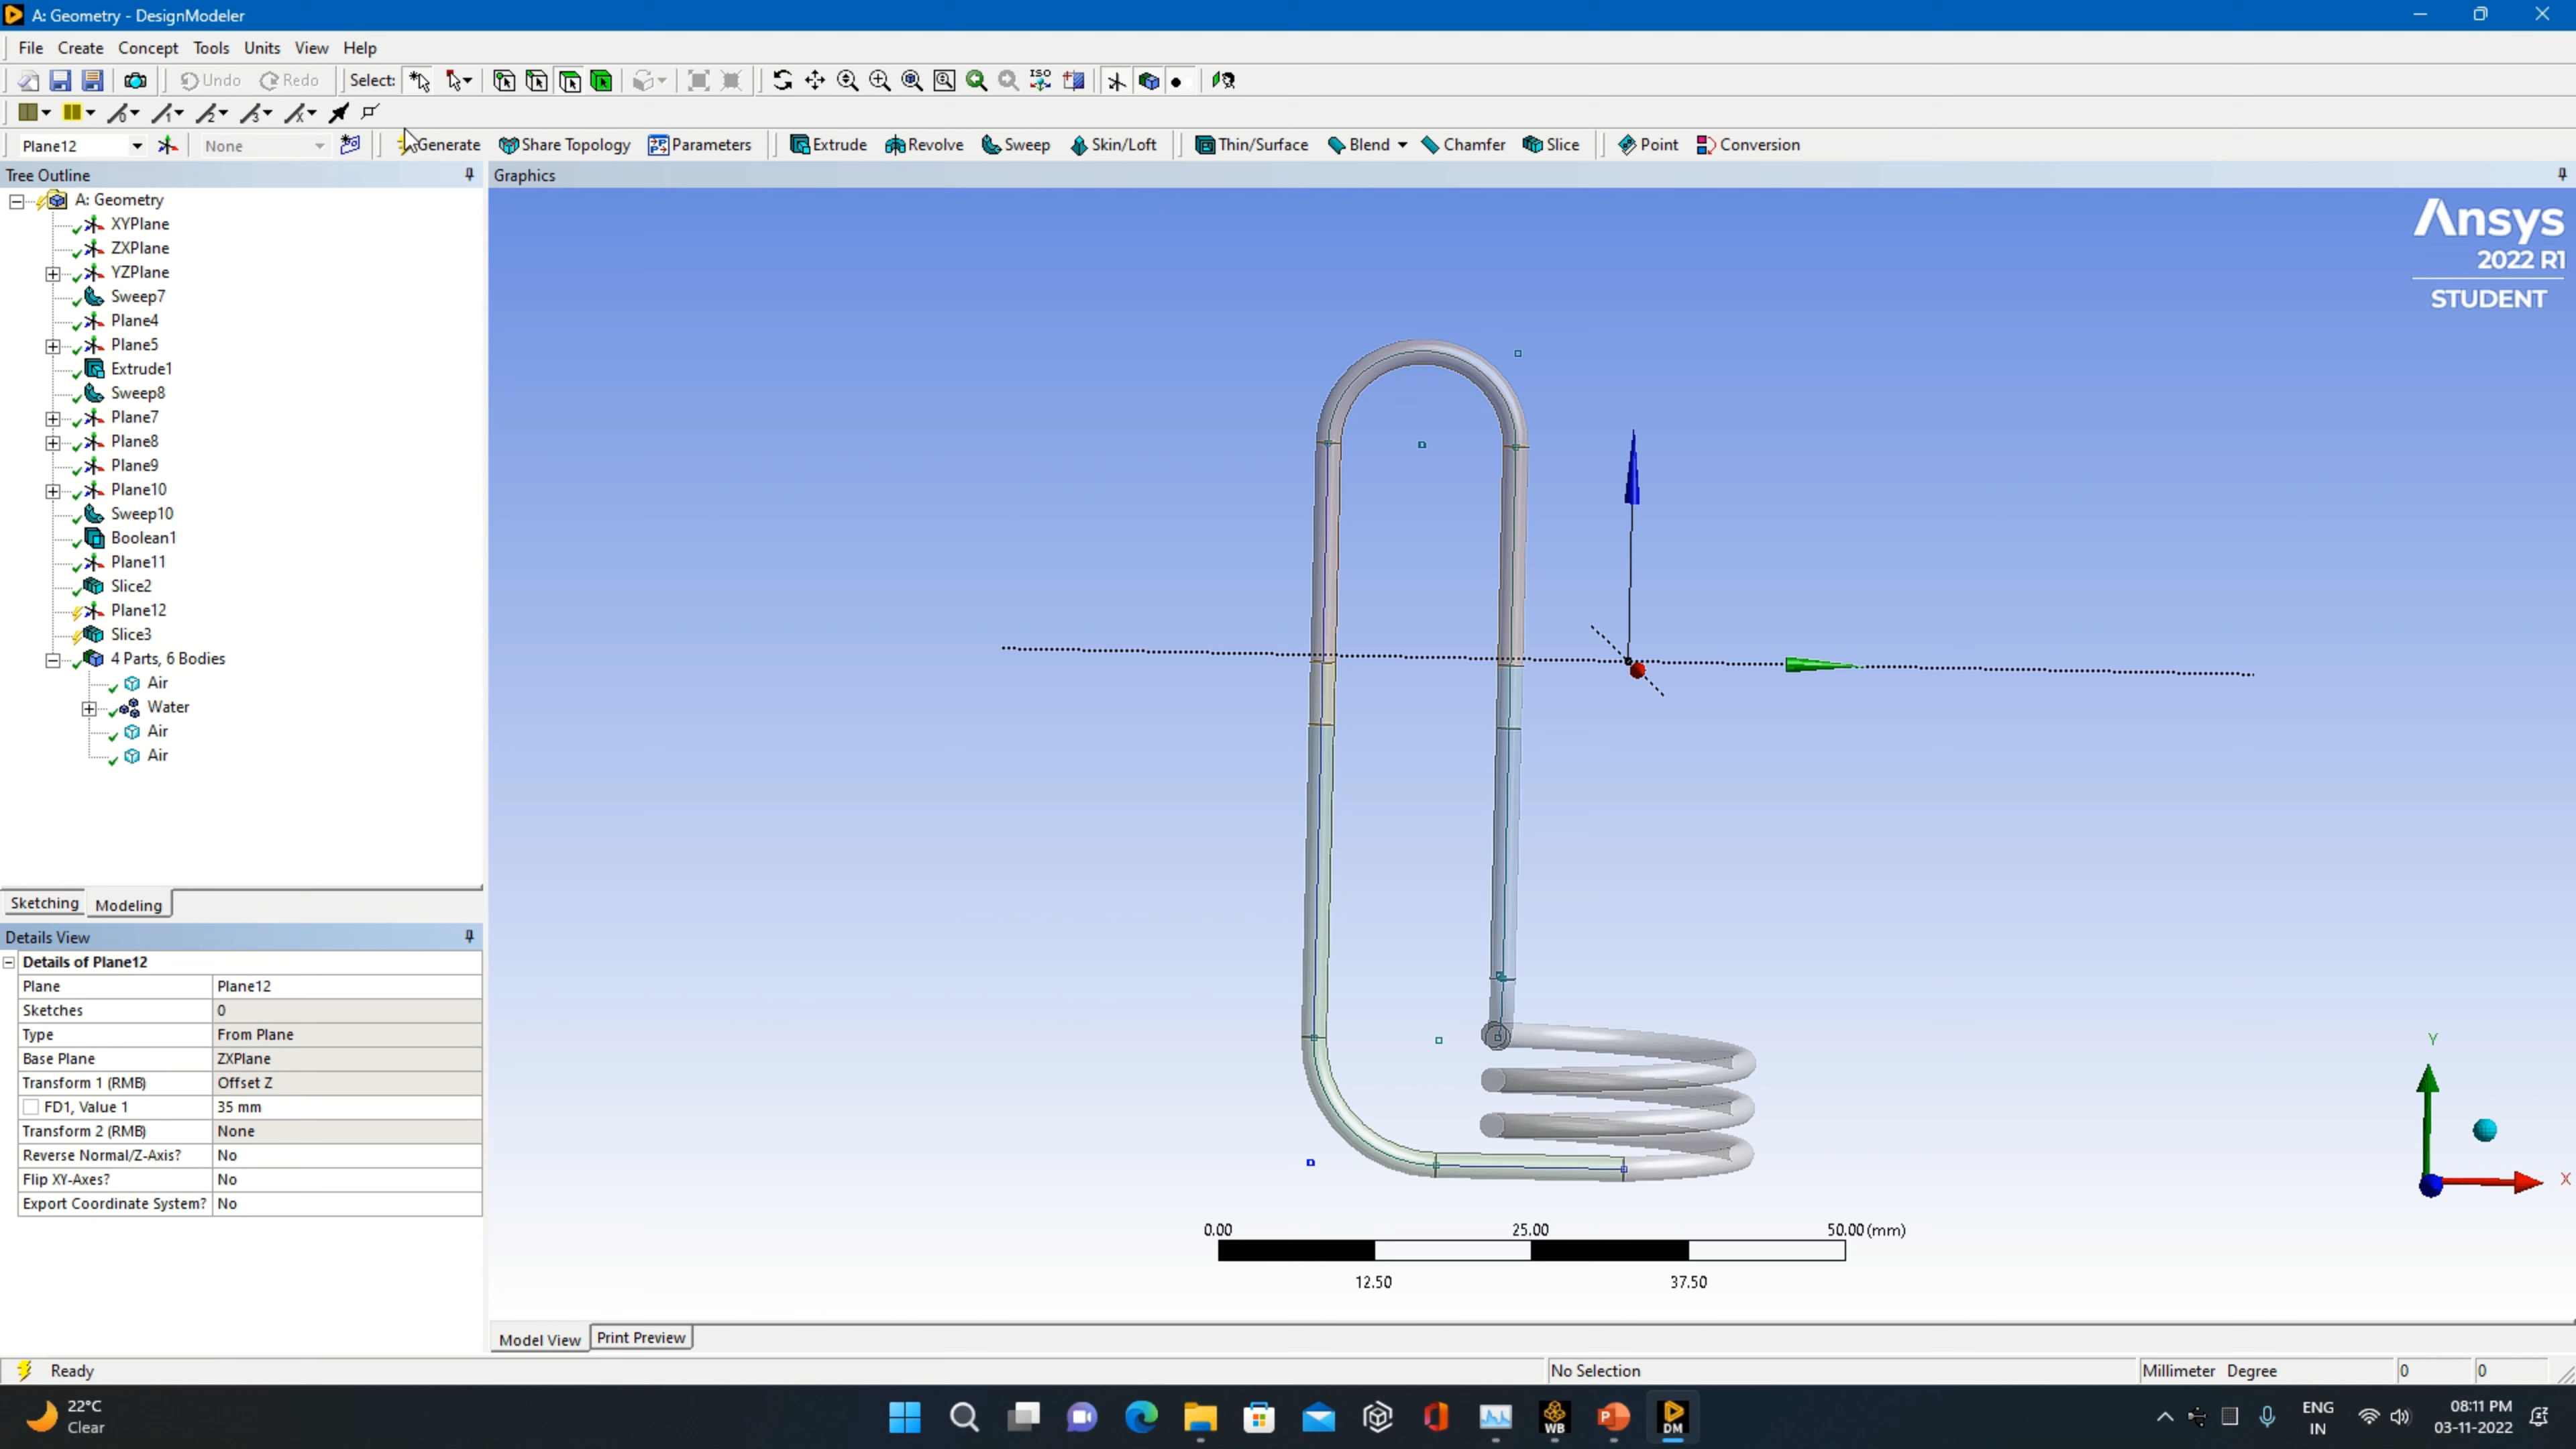 A: Geometry - DesignModeler
File Create Concept Tools Units View Help
Undo Redo Select: ISO
Plane12 None Generate Share Topology Parameters Extrude Revolve Sweep Skin/Loft Thin/Surface Blend Chamfer Slice Point Conversion
Tree Outline
A: Geometry
XYPlane
ZXPlane
YZPlane
Sweep7
Plane4
Plane5
Extrude1
Sweep8
Plane7
Plane8
Plane9
Plane10
Sweep10
Boolean1
Plane11
Slice2
Plane12
Slice3
4 Parts, 6 Bodies
Air
Water
Air
Air
Sketching Modeling
Details View
Details of Plane12
Plane Plane12
Sketches 0
Type From Plane
Base Plane ZXPlane
Transform 1 (RMB) Offset Z
FD1, Value 1 35 mm
Transform 2 (RMB) None
Reverse Normal/Z-Axis? No
Flip XY-Axes? No
Export Coordinate System? No
Graphics
Ansys
2022 R1
STUDENT
Y
X
0.00 25.00 50.00 (mm)
12.50 37.50
Model View Print Preview
Ready No Selection Millimeter Degree 0 0
22°C
Clear
WB
P
DM
ENG
IN
08:11 PM
03-11-2022